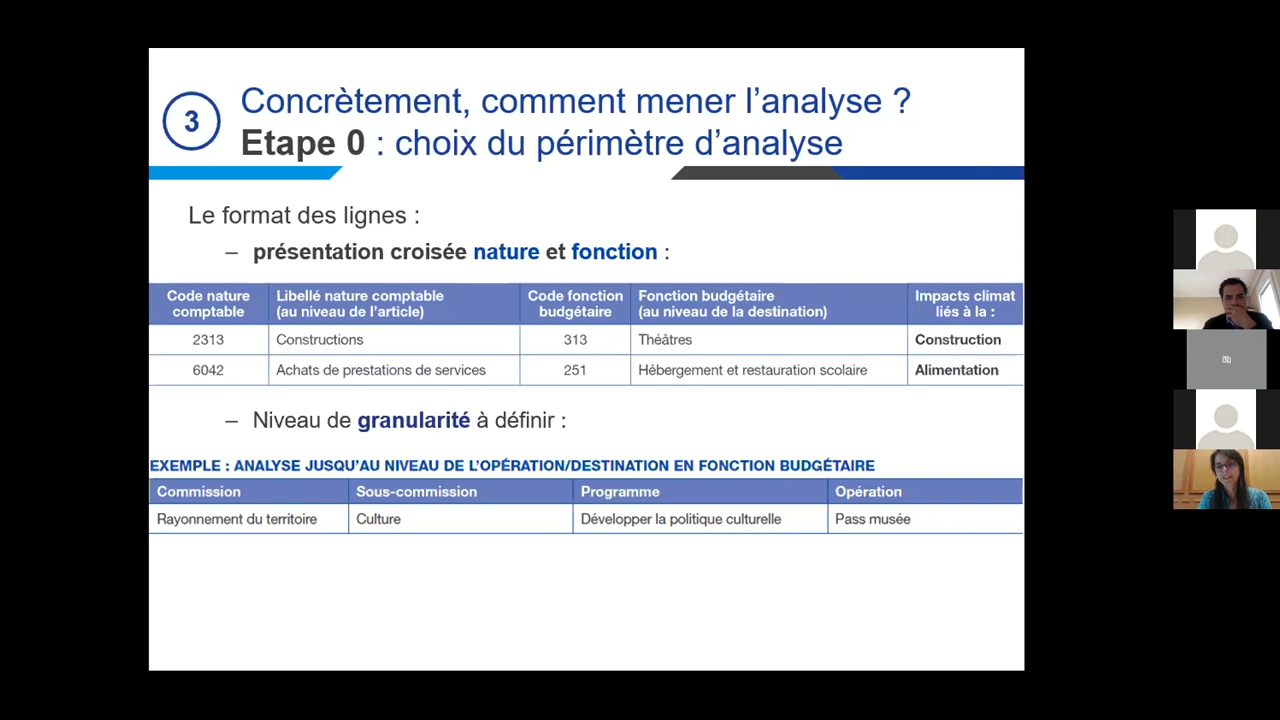 3
Concrètement, comment mener l'analyse ?
Etape 0 : choix du périmètre d'analyse
Le format des lignes :
– présentation croisée nature et fonction :
Code nature comptable | Libellé nature comptable (au niveau de l'article) | Code fonction budgétaire | Fonction budgétaire (au niveau de la destination) | Impacts climat liés à la :
2313 | Constructions | 313 | Théâtres | Construction
6042 | Achats de prestations de services | 251 | Hébergement et restauration scolaire | Alimentation
– Niveau de granularité à définir :
EXEMPLE : ANALYSE JUSQU'AU NIVEAU DE L'OPÉRATION/DESTINATION EN FONCTION BUDGÉTAIRE
Commission | Sous-commission | Programme | Opération
Rayonnement du territoire | Culture | Développer la politique culturelle | Pass musée